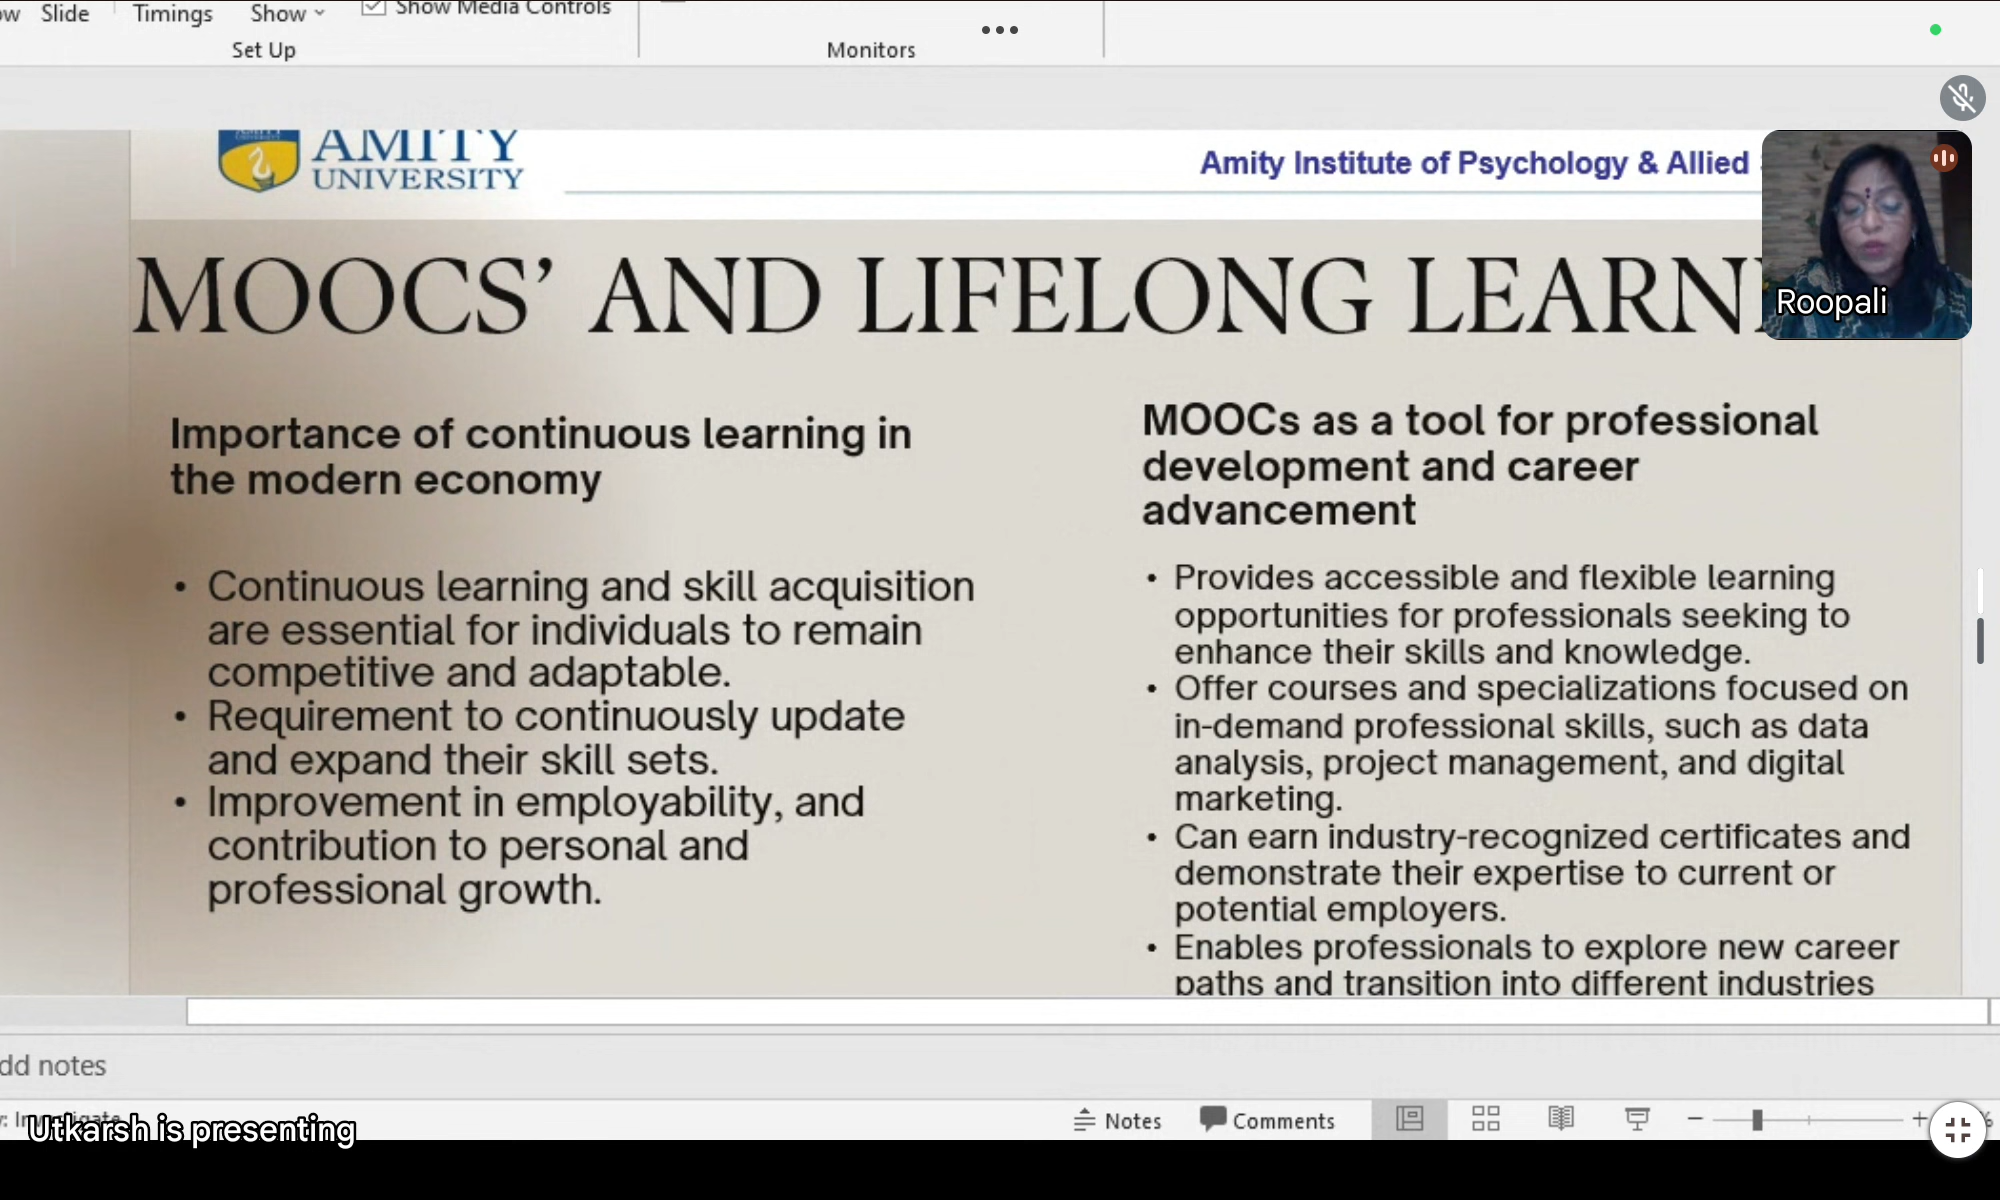 Slide
Timings
Show
Show Media Controls
Set Up
Monitors
AMITY
UNIVERSITY
Amity Institute of Psychology & Allied
MOOCS’ AND LIFELONG LEARN
Roopali
Importance of continuous learning in
the modern economy
• Continuous learning and skill acquisition
are essential for individuals to remain
competitive and adaptable.
• Requirement to continuously update
and expand their skill sets.
• Improvement in employability, and
contribution to personal and
professional growth.
MOOCs as a tool for professional
development and career
advancement
• Provides accessible and flexible learning
opportunities for professionals seeking to
enhance their skills and knowledge.
• Offer courses and specializations focused on
in-demand professional skills, such as data
analysis, project management, and digital
marketing.
• Can earn industry-recognized certificates and
demonstrate their expertise to current or
potential employers.
• Enables professionals to explore new career
paths and transition into different industries
dd notes
Utkarsh is presenting
Notes
Comments